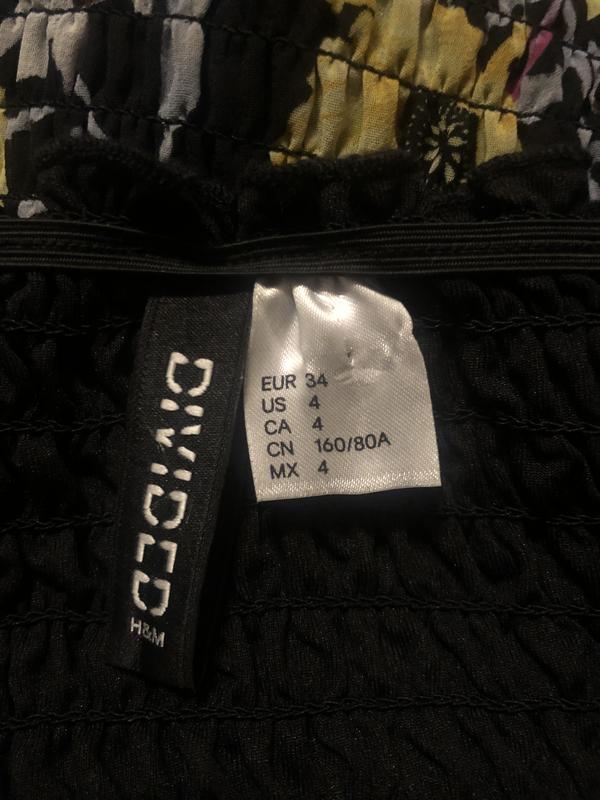 DIVIDED
H&M
EUR 34
US 4
CA 4
CN 160/80A
MX 4